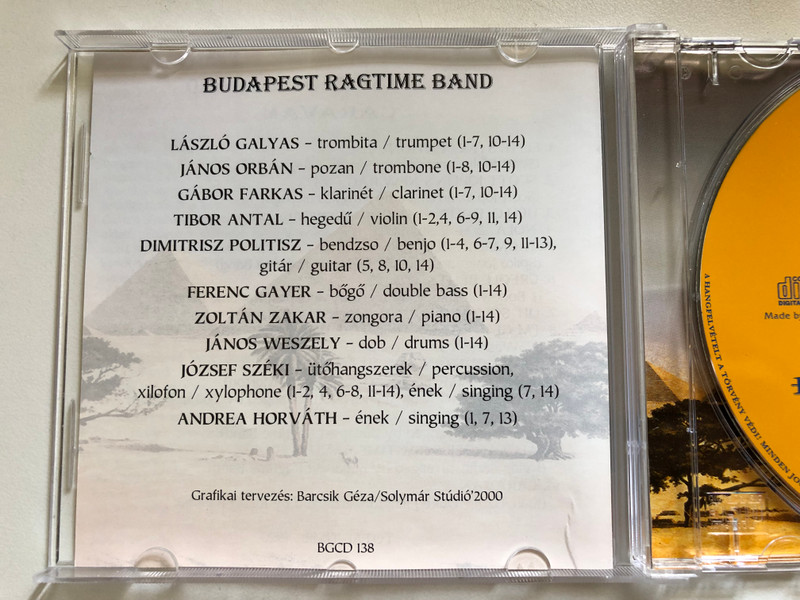 BUDAPEST RAGTIME BAND
LÁSZLÓ GALYAS – trombita / trumpet (1-7, 10-14)
JÁNOS ORBÁN – pozan / trombone (1-8, 10-14)
GÁBOR FARKAS – klarinét / clarinet (1-7, 10-14)
TIBOR ANTAL – hegedű / violin (1-2,4, 6-9, 11, 14)
DIMITRISZ POLITISZ – bendzso / benjo (1-4, 6-7, 9, 11-13),
gitár / guitar (5, 8, 10, 14)
FERENC GAYER – bőgő / double bass (1-14)
ZOLTÁN ZAKAR – zongora / piano (1-14)
JÁNOS WESZELY – dob / drums (1-14)
JÓZSEF SZÉKI – ütőhangszerek / percussion,
xilofon / xylophone (1-2, 4, 6-8, 11-14), ének / singing (7, 14)
ANDREA HORVÁTH – ének / singing (1, 7, 13)
Grafikai tervezés: Barcsik Géza/Solymár Stúdió'2000
BGCD 138
Made by
A HANGFELVÉTELT A TÖRVÉNY VÉDI! MINDEN